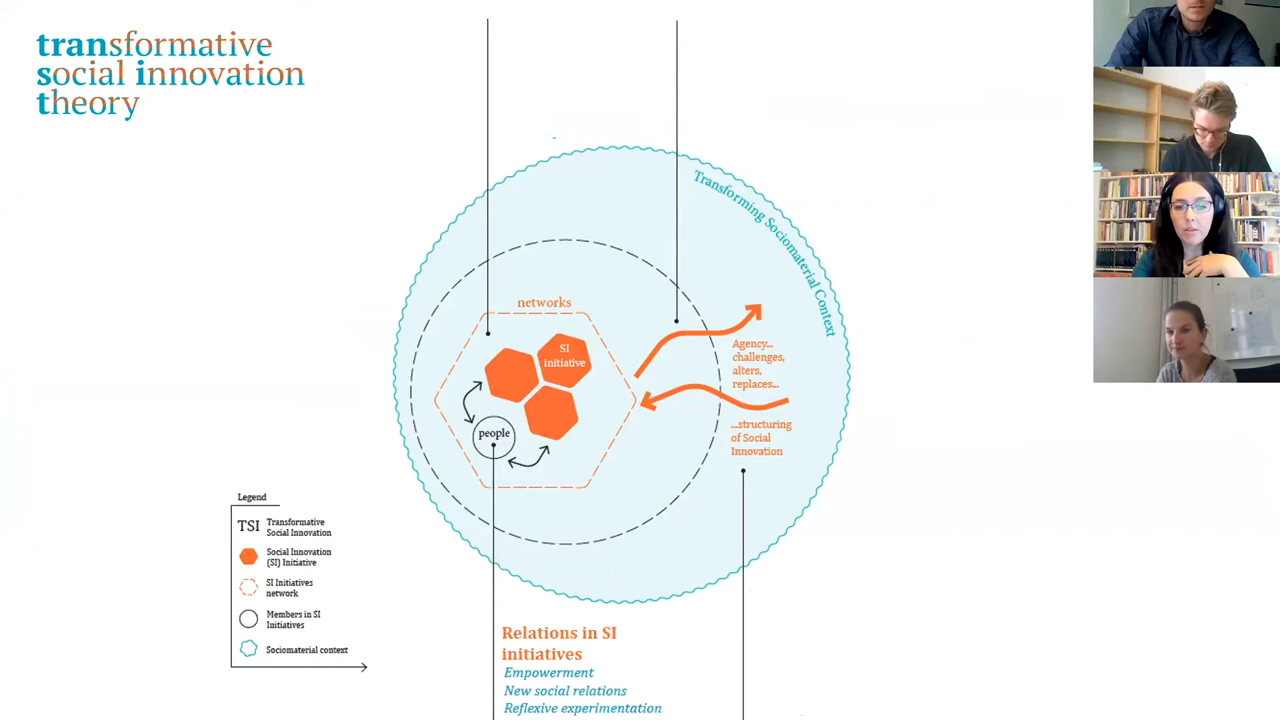 transformative
social innovation
theory
Transforming Sociomaterial Context
networks
SI
initiative
people
Agency...
challenges,
alters,
replaces...
...structuring
of Social
Innovation
Legend
TSI Transformative
Social Innovation
Social Innovation
(SI) Initiative
SI Initiatives
network
Members in SI
Initiatives
Sociomaterial context
Relations in SI
initiatives
Empowerment
New social relations
Reflexive experimentation